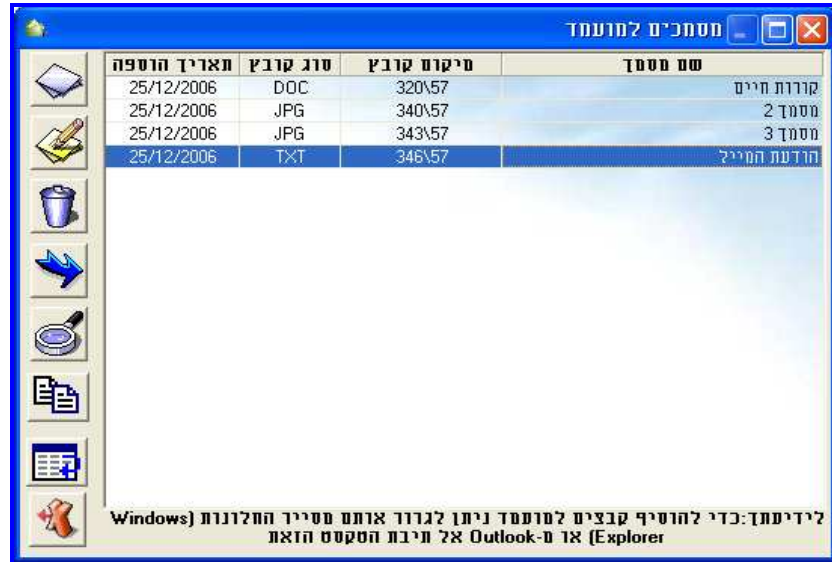 מסמכים למועמד
שם מסמך מיקום קובץ סוג קובץ תאריך הוספה
קורות חיים 320\57 DOC 25/12/2006
מסמך 2 340\57 JPG 25/12/2006
מסמך 3 343\57 JPG 25/12/2006
הודעת המייל 346\57 TXT 25/12/2006
לידיעתך:כדי להוסיף קבצים למועמד ניתן לגרור אותם מסייר החלונות (Windows
Explorer) או מ-Outlook אל תיבת הטקסט הזאת